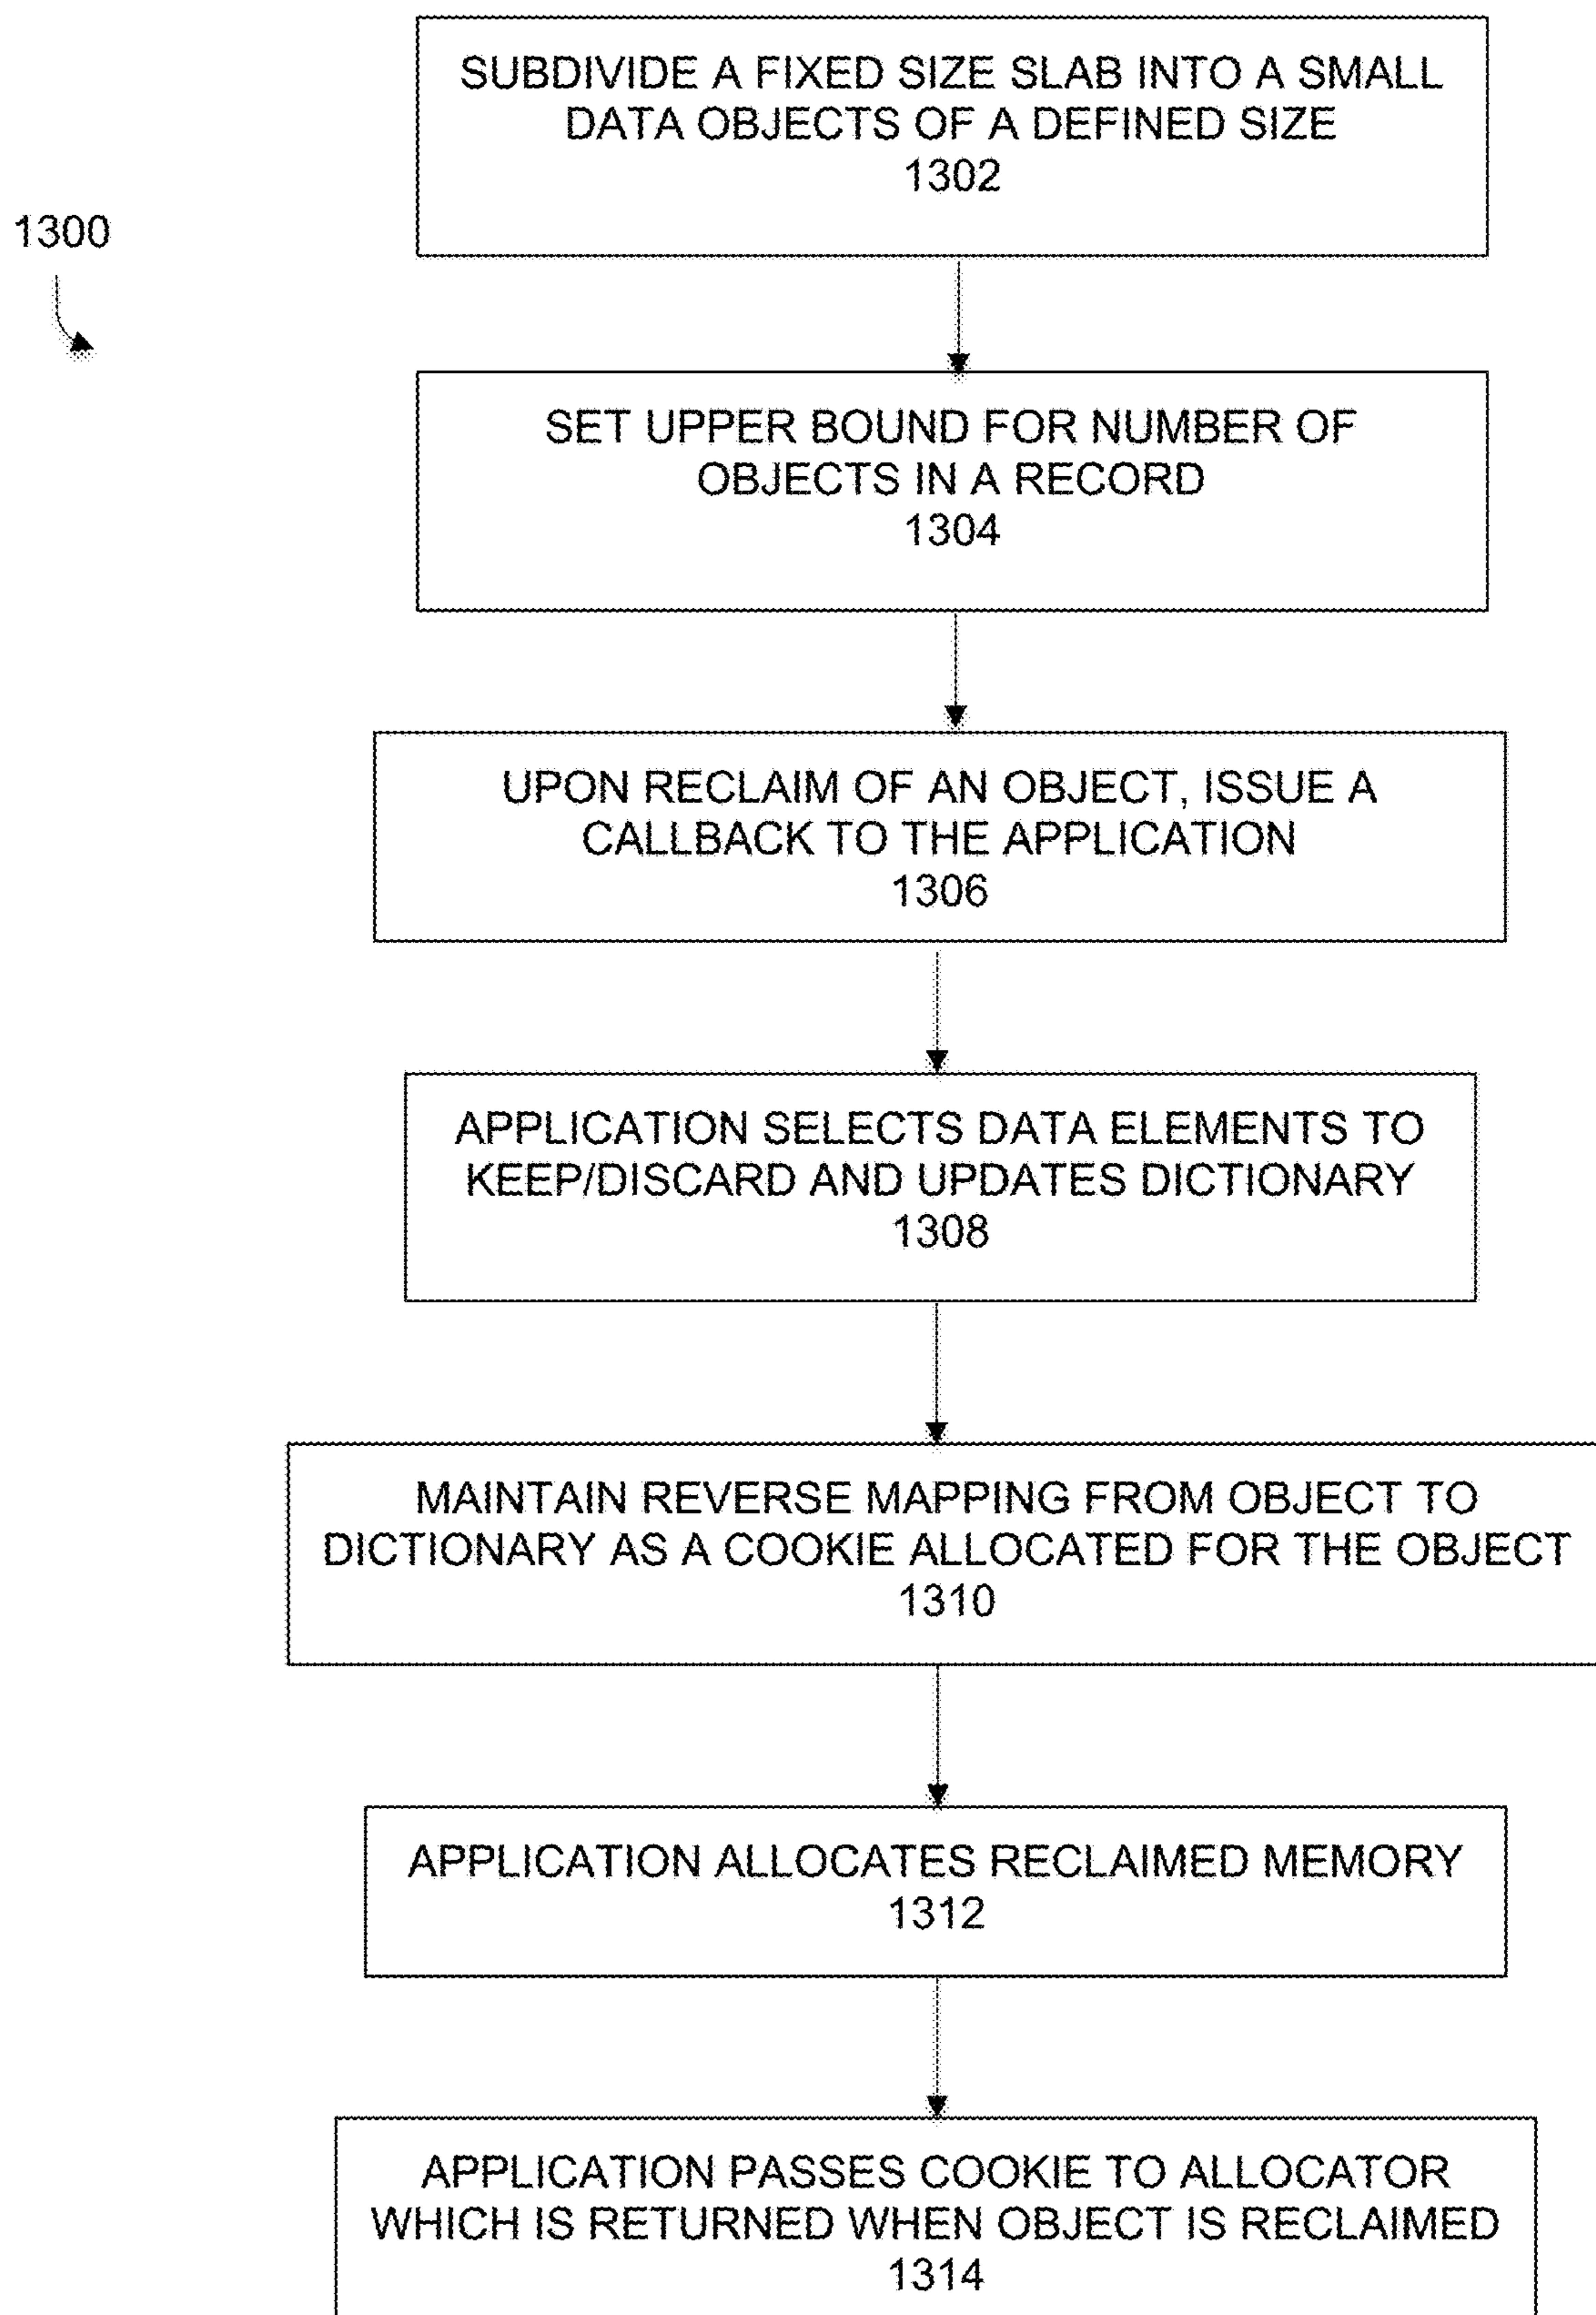 SUBDIVIDE A FIXED SIZE SLAB INTO A SMALL
DATA OBJECTS OF A DEFINED SIZE
1302
1300
SET UPPER BOUND FOR NUMBER OF
OBJECTS IN A RECORD
1304
UPON RECLAIM OF AN OBJECT, ISSUE A
CALLBACK TO THE APPLICATION
1306
APPLICATION SELECTS DATA ELEMENTS TO
KEEP/DISCARD AND UPDATES DICTIONARY
1308
MAINTAIN REVERSE MAPPING FROM OBJECT TO
DICTIONARY AS A COOKIE ALLOCATED FOR THE OBJECT
1310
APPLICATION ALLOCATES RECLAIMED MEMORY
1312
APPLICATION PASSES COOKIE TO ALLOCATOR
WHICH IS RETURNED WHEN OBJECT IS RECLAIMED
1314